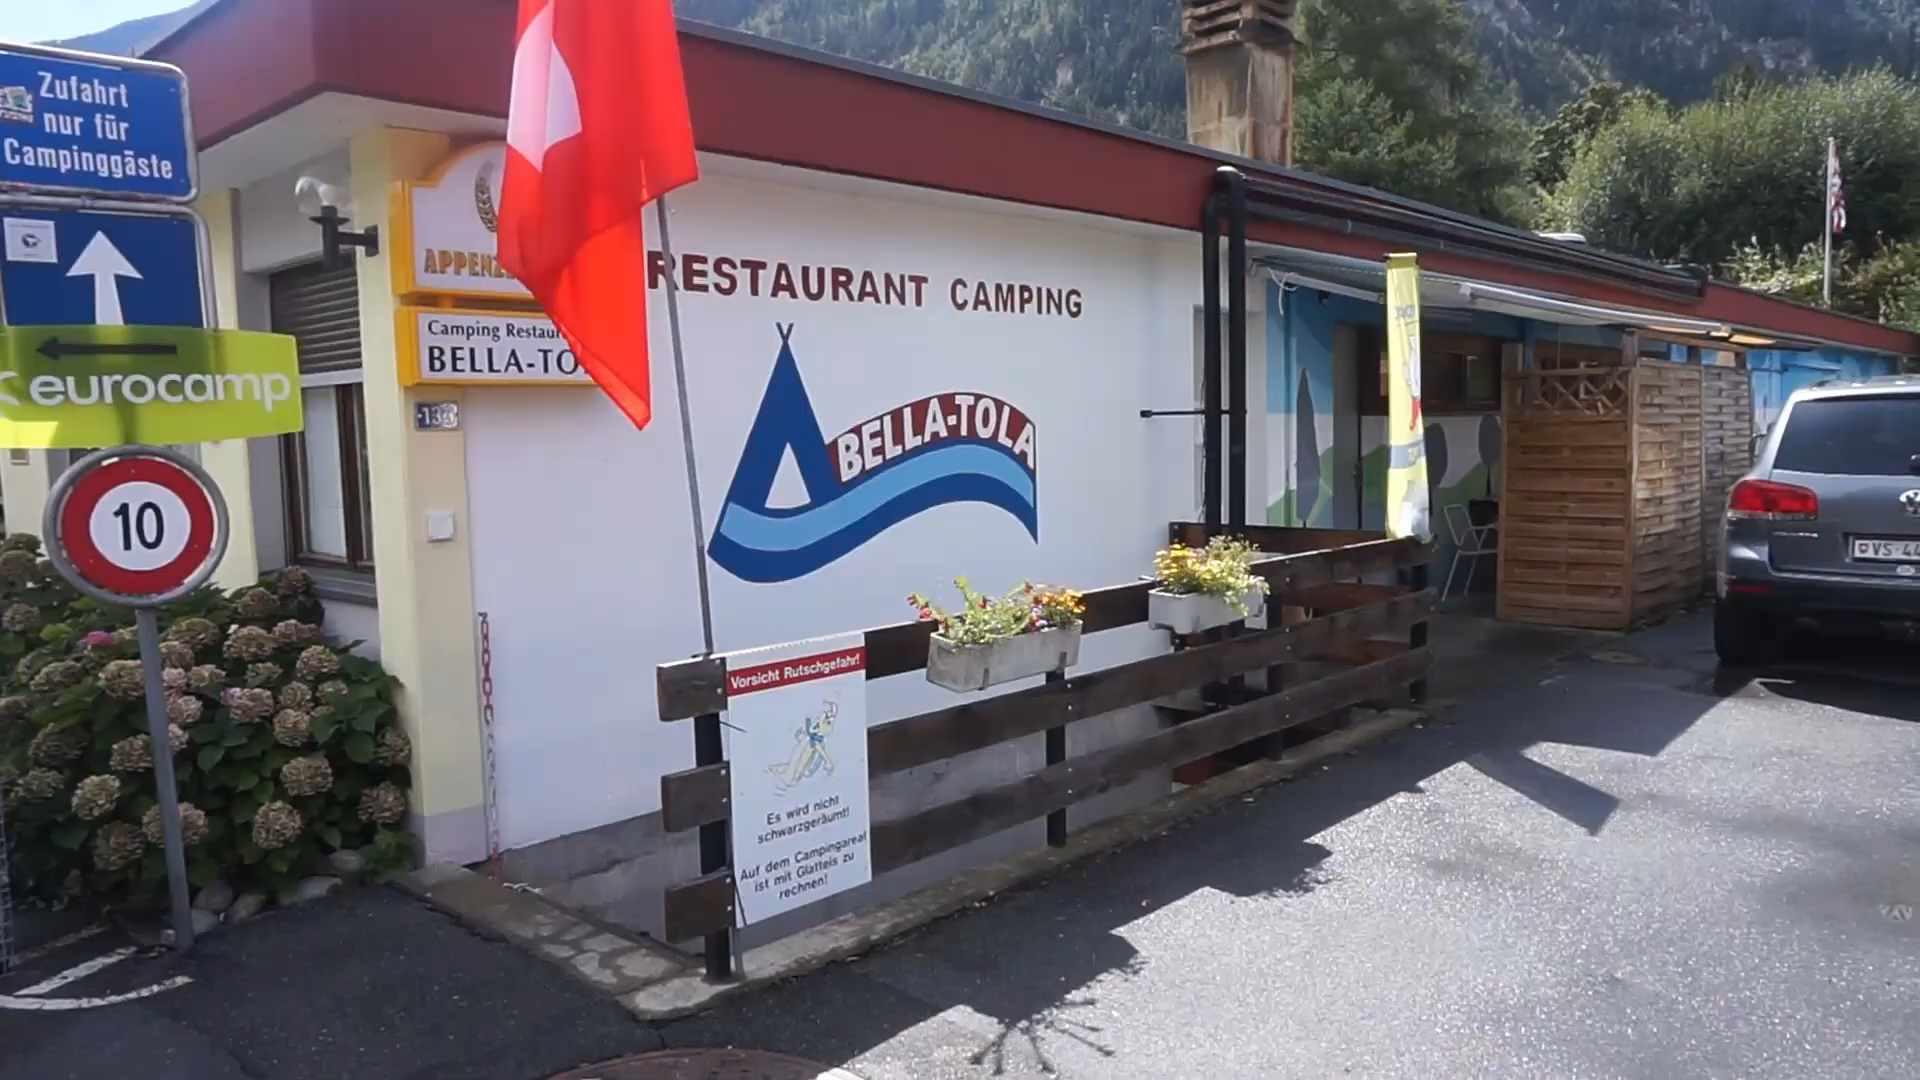 Zufahrt
nur für
Campinggäste
eurocamp
10
Camping
BELLA-TO
RESTAURANT CAMPING
BELLA-TOLA
Vorsicht Rutschgefahr!
Es wird nicht
schwarzgeräumt!
Auf dem Campingareal
ist mit Glatteis zu
rechnen!